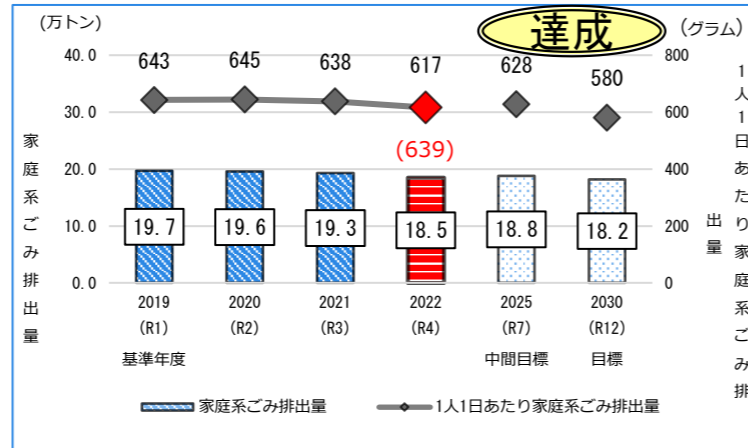 (万トン)
達成
(グラム)
40.0
30.0
20.0
10.0
0.0
家庭系ごみ排出量
643
645
638
617
628
580
(639)
19.7
19.6
19.3
18.5
18.8
18.2
800
600
400
200
0
1人1日あたり家庭系ごみ排
出量
2019
2020
2021
2022
2025
2030
(R1)
(R2)
(R3)
(R4)
(R7)
(R12)
基準年度
中間目標
目標
家庭系ごみ排出量
1人1日あたり家庭系ごみ排出量